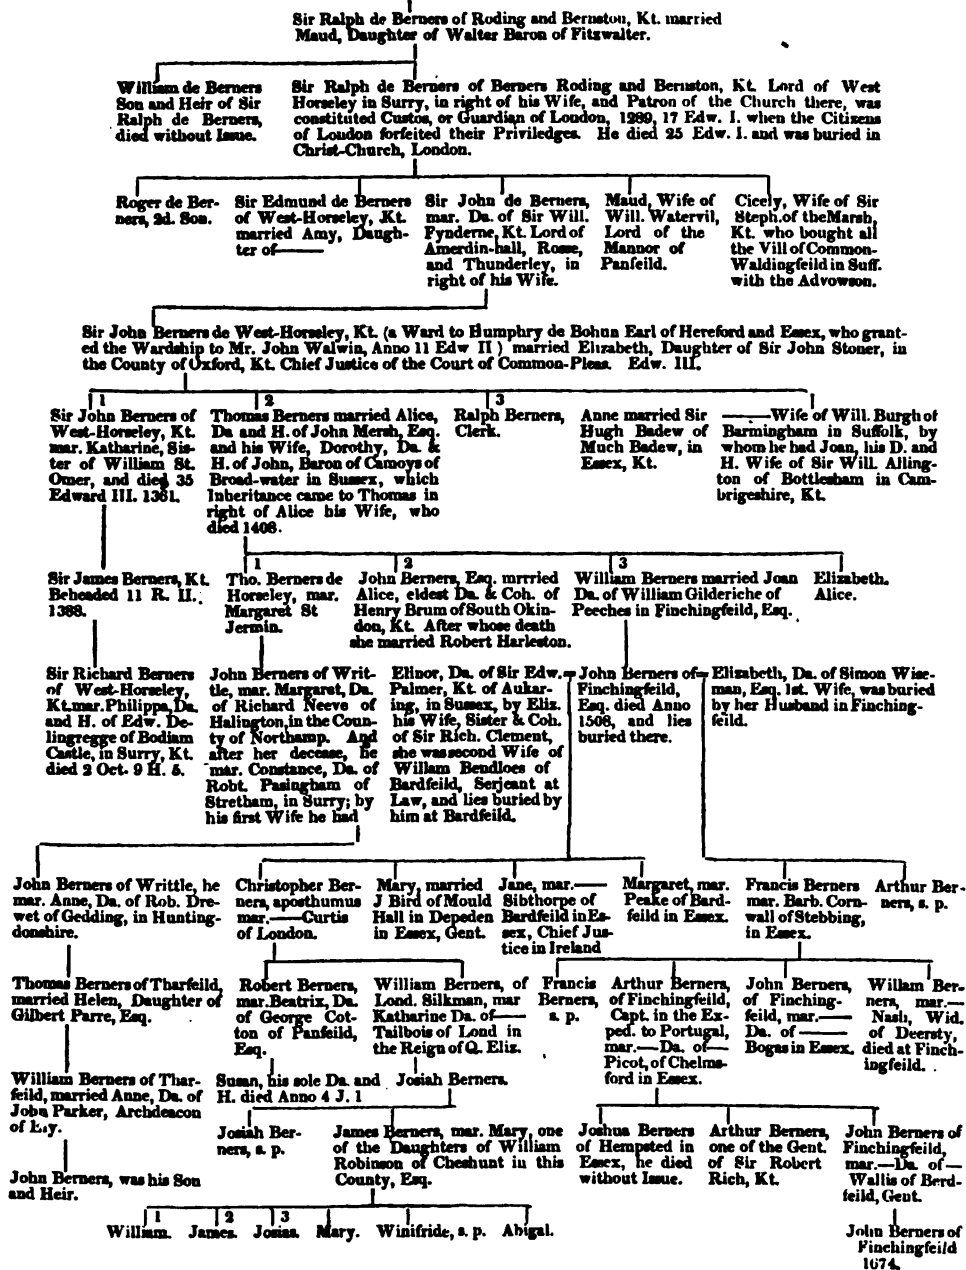 Sir Ralph de Berners of Roding and Bernston, Kt. married
Maud, Daughter of Walter Baron of Fitzwalter.
William de Berners
Son and Heir of Sir
Ralph de Berners,
died without Issue.
Sir Ralph de Berners of Berners Roding and Bernston, Kt. Lord of West
Horseley in Surry, in right of his Wife, and Patron of the Church there, was
constituted Custos, or Guardian of London, 1289, 17 Edw. I. when the Citizens
of London forfeited their Priviledges. He died 25 Edw. I. and was buried in
Christ-Church, London.
Roger de Ber-
ners, 2d. Son.
Sir Edmund de Berners
of West-Horseley, Kt.
married Amy, Daugh-
ter of——
Sir John de Berners,
mar. Da. of Sir Will.
Fynderne, Kt. Lord of
Amerdin-hall, Rosse,
and Thunderley, in
right of his Wife.
Maud, Wife of
Will. Watervil,
Lord of the
Mannor of
Panfeild.
Cicely, Wife of Sir
Steph. of the Marsh,
Kt. who bought all
the Vill of Common-
Waldingfeild in Suff.
with the Advowson.
Sir John Berners de West-Horseley, Kt. (a Ward to Humphry de Bohun Earl of Hereford and Essex, who grant-
ed the Wardship to Mr. John Walwin, Anno 11 Edw II) married Elizabeth, Daughter of Sir John Stoner, in
the County of Oxford, Kt. Chief Justice of the Court of Common-Pleas. Edw. III.
1
Sir John Berners of
West-Horseley, Kt.
mar. Katharine, Sis-
ter of William St.
Omer, and died 35
Edward III. 1361.
2
Thomas Berners married Alice,
Da and H. of John Mersh, Esq.
and his Wife, Dorothy, Da. &
H. of John, Baron of Camoys of
Broad-water in Sussex, which
Inheritance came to Thomas in
right of Alice his Wife, who
died 1408.
3
Ralph Berners,
Clerk.
Anne married Sir
Hugh Badew of
Much Badew, in
Essex, Kt.
——Wife of Will. Burgh of
Barmingham in Suffolk, by
whom he had Joan, his D. and
H. Wife of Sir Will. Alling-
ton of Bottlesham in Cam-
brigeshire, Kt.
Sir James Berners, Kt.
Beheaded 11 R. II.
1388.
1
Tho. Berners de
Horseley, mar.
Margaret St
Jermin.
2
John Berners, Esq. mrrried
Alice, eldest Da. & Coh. of
Henry Brum of South Okin-
don, Kt. After whose death
she married Robert Harleston.
3
William Berners married Joan
Da. of William Gilderiche of
Peeches in Finchingfeild, Esq.
Elizabeth.
Alice.
Sir Richard Berners
of West-Horseley,
Kt. mar. Philippa, Da.
and H. of Edw. De-
lingregge of Bodiam
Castle, in Surry, Kt.
died 2 Oct. 9 H. 5.
John Berners of Writ-
tle, mar. Margaret, Da.
of Richard Neeve of
Halington, in the Coun-
ty of Northamp. And
after her decease, he
mar. Constance, Da. of
Robt. Pasingham of
Stretham, in Surry; by
his first Wife he had
Elinor, Da. of Sir Edw.
Palmer, Kt. of Aukar-
ing, in Sussex, by Eliz.
his Wife, Sister & Coh.
of Sir Rich. Clement,
she was second Wife of
Willam Bendloes of
Bardfeild, Serjeant at
Law, and lies buried by
him at Bardfeild.
John Berners of
Finchingfeild,
Esq. died Anno
1508, and lies
buried there.
Elizabeth, Da. of Simon Wise-
man, Esq. 1st. Wife, was buried
by her Husband in Finching-
feild.
John Berners of Writtle, he
mar. Anne, Da. of Rob. Dre-
wet of Gedding, in Hunting-
donshire.
Christopher Ber-
ners, aposthumus
mar.——Curtis
of London.
Mary, married
J Bird of Mould
Hall in Depeden
in Essex, Gent.
Jane, mar.——
Sibthorpe of
Bardfeild in Es-
sex, Chief Jus-
tice in Ireland
Margaret, mar.
Peake of Bard-
feild in Essex.
Francis Berners
mar. Barb. Corn-
wall of Stebbing,
in Essex.
Arthur Ber-
ners, s. p.
Thomas Berners of Tharfeild,
married Helen, Daughter of
Gilbert Parre, Esq.
Robert Berners,
mar. Beatrix, Da.
of George Cot-
ton of Panfeild,
Esq.
William Berners, of
Lond. Silkman, mar
Katharine Da. of——
Tailbois of Lond in
the Reign of Q. Eliz.
Francis
Berners,
s. p.
Arthur Berners,
of Finchingfeild,
Capt. in the Ex-
ped. to Portugal,
mar.—Da. of—
Picot, of Chelms-
ford in Essex.
John Berners,
of Finching-
feild, mar.——
Da. of ——
Bogas in Essex.
Willam Ber-
ners, mar.—
Nash, Wid.
of Deersty,
died at Finch-
ingfeild.
William Berners of Thar-
feild, married Anne, Da. of
John Parker, Archdeacon
of Ely.
Susan, his sole Da. and
H. died Anno 4 J. 1
Josiah Berners.
Josiah Ber-
ners, s. p.
James Berners, mar. Mary, one
of the Daughters of William
Robinson of Cheshunt in this
County, Esq.
Joshua Berners
of Hempsted in
Essex, he died
without Issue.
Arthur Berners,
one of the Gent.
of Sir Robert
Rich, Kt.
John Berners of
Finchingfeild,
mar.—Da. of—
Wallis of Berd-
feild, Gent.
John Berners, was his Son
and Heir.
1
William.
2
James.
3
Josias.
Mary.
Winifride, s. p.
Abigal.
John Berners of
Finchingfeild
1674.